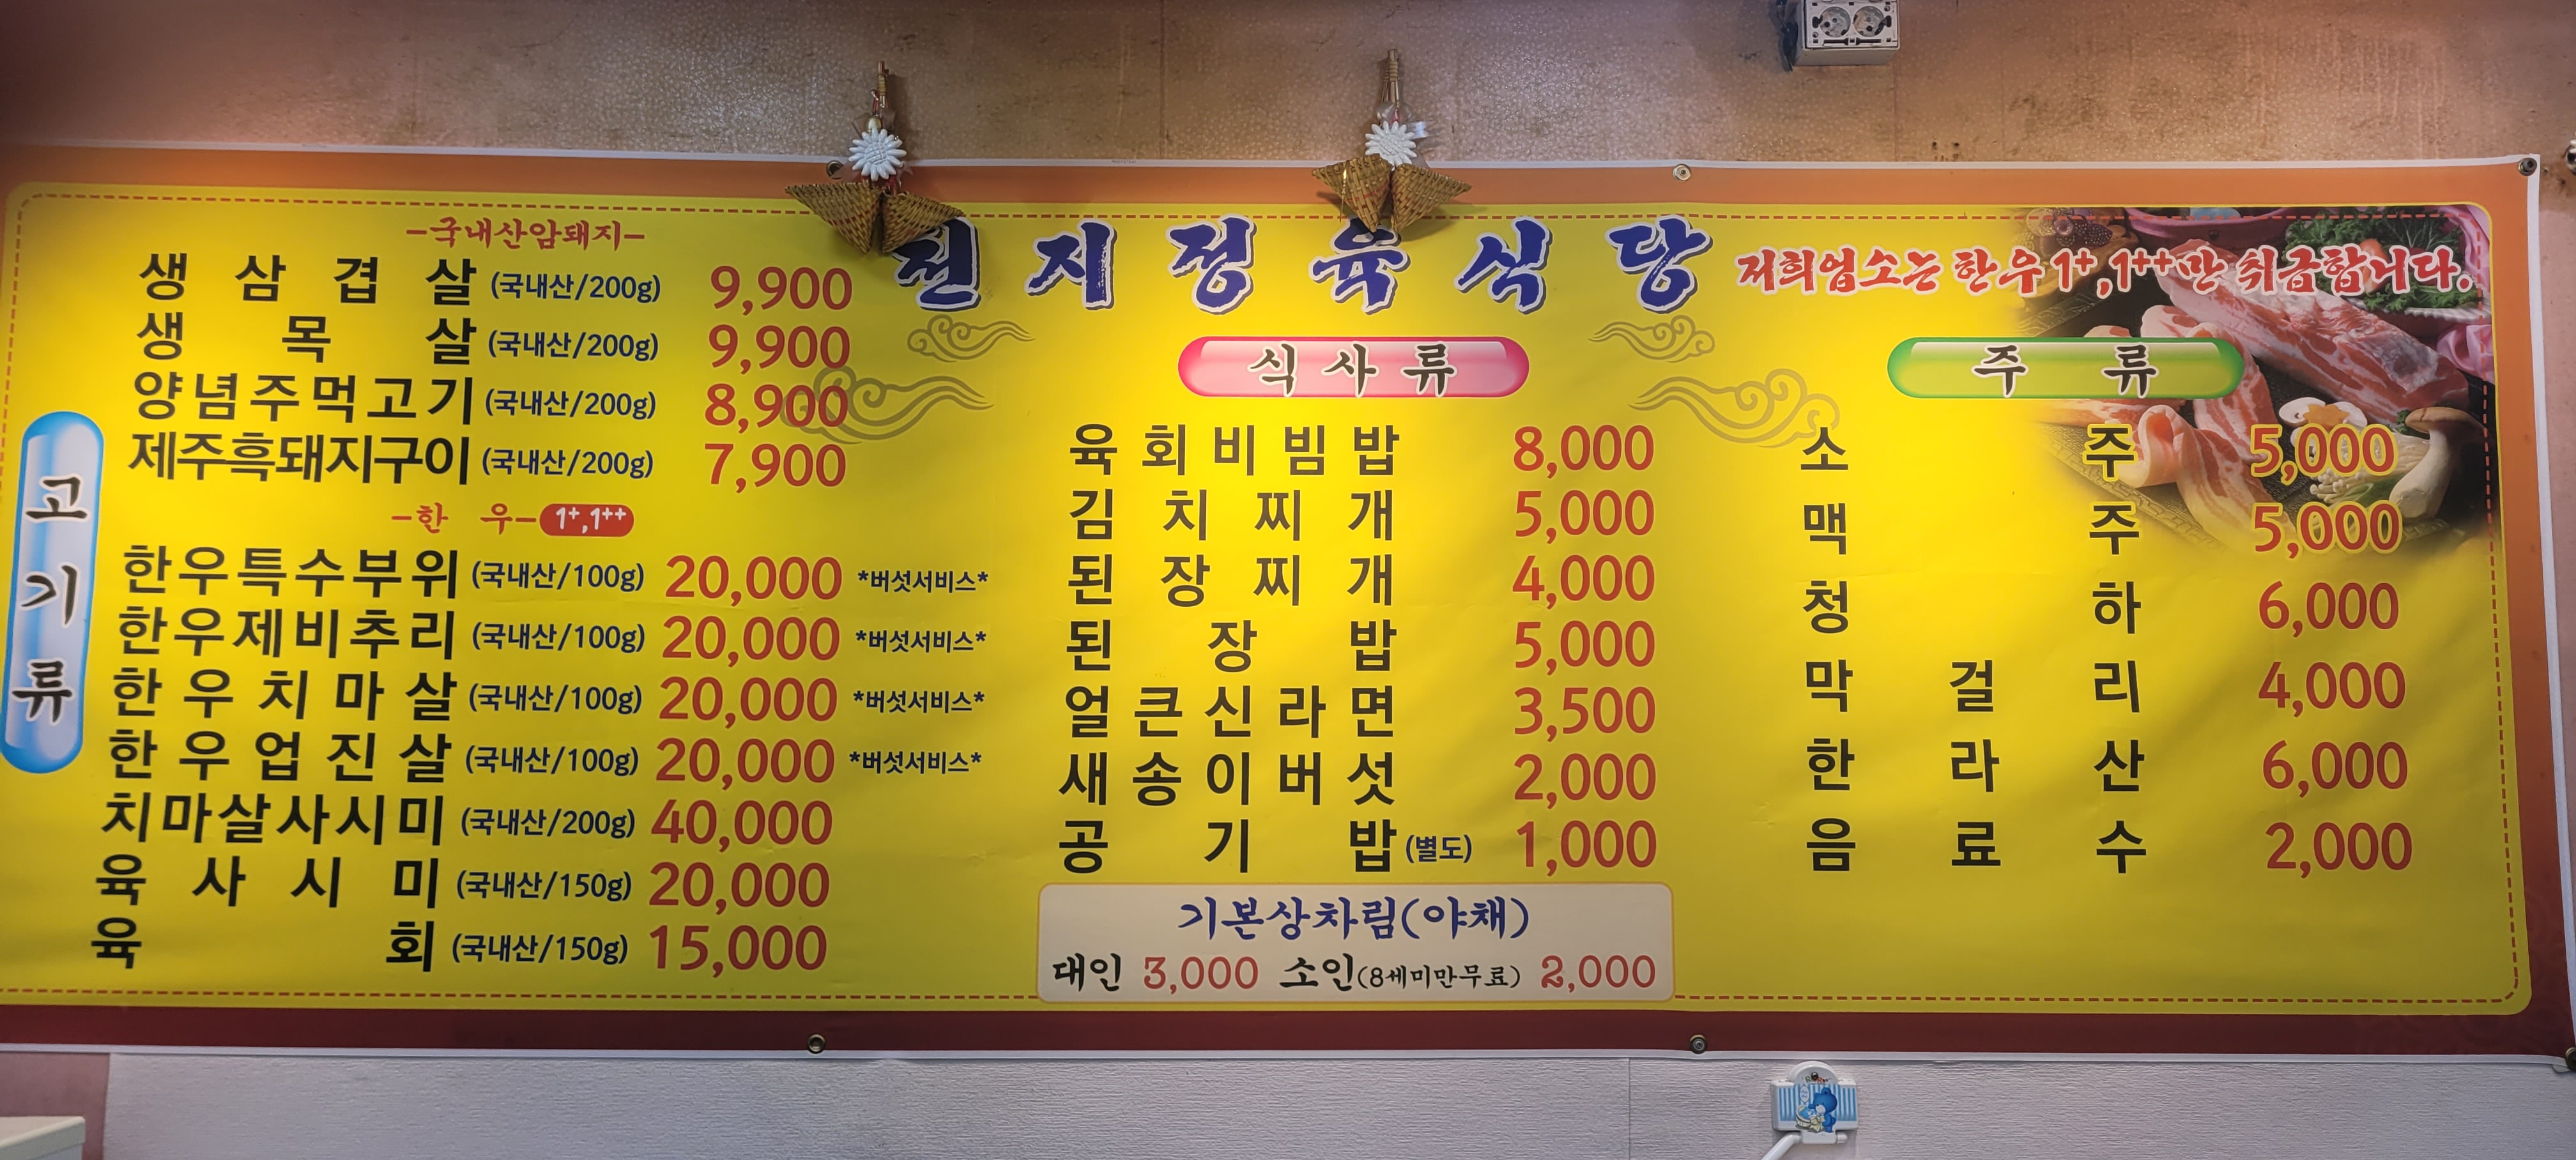 천지정육식당
저희업소는 한우 1+,1++만 취급합니다.
고기류
-국내산암돼지-
생삼겹살 (국내산/200g) 9,900
생목살 (국내산/200g) 9,900
양념주먹고기 (국내산/200g) 8,900
제주흑돼지구이 (국내산/200g) 7,900
-한 우- 1+,1++
한우특수부위 (국내산/100g) 20,000 *버섯서비스*
한우제비추리 (국내산/100g) 20,000 *버섯서비스*
한우치마살 (국내산/100g) 20,000 *버섯서비스*
한우업진살 (국내산/100g) 20,000 *버섯서비스*
치마살사시미 (국내산/200g) 40,000
육사시미 (국내산/150g) 20,000
육회 (국내산/150g) 15,000
식사류
육회비빔밥 8,000
김치찌개 5,000
된장찌개 4,000
된장밥 5,000
얼큰신라면 3,500
새송이버섯 2,000
공기밥(별도) 1,000
기본상차림(야채)
대인 3,000 소인(8세미만무료) 2,000
주류
소주 5,000
맥주 5,000
청하 6,000
막걸리 4,000
한라산 6,000
음료수 2,000